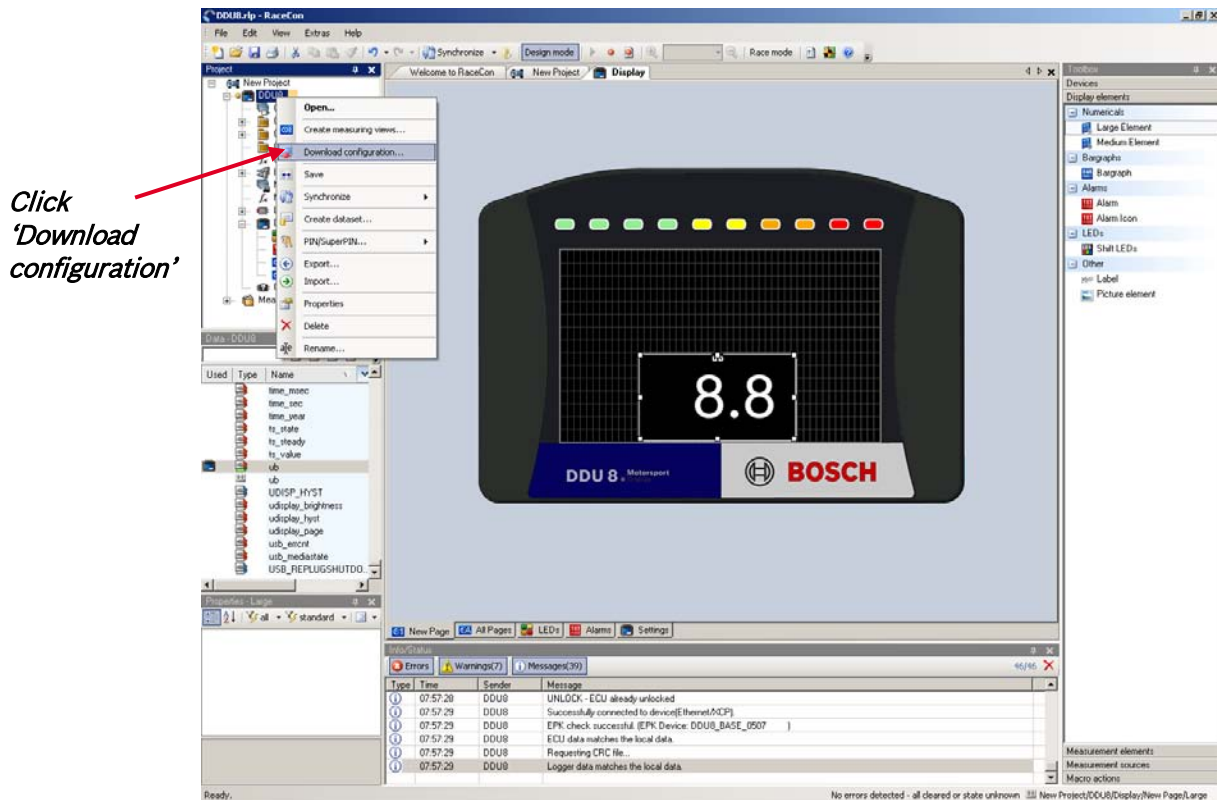 DDU8.rlp - RaceCon
File Edit View Extras Help
Synchronize Design mode Race mode
Project
Welcome to RaceCon New Project Display
New Project
DDU8
Open...
Create measuring views...
Download configuration...
Save
Synchronize
Create dataset...
PIN/SuperPIN...
Export...
Import...
Properties
Delete
Rename...
Mea
Click
'Download
configuration'
Data - DDU8
Used Type Name
time_msec
time_sec
time_year
ts_state
ts_steady
ts_value
ub
ub
UDISP_HYST
udisplay_brightness
udisplay_hyst
udisplay_page
usb_errcnt
usb_mediastate
USB_REPLUGSHUTDO...
Properties - Large
all standard
8.8
DDU 8 Motorsport
BOSCH
New Page All Pages LEDs Alarms Settings
Info/Status
Errors Warnings(7) Messages(39)
46/46
Type Time Sender Message
07:57:28 DDU8 UNLOCK - ECU already unlocked
07:57:29 DDU8 Successfully connected to device(Ethernet/XCP).
07:57:29 DDU8 EPK check successful. (EPK Device: DDU8_BASE_0507 )
07:57:29 DDU8 ECU data matches the local data.
07:57:29 DDU8 Requesting CRC file...
07:57:29 DDU8 Logger data matches the local data.
Toolbox
Devices
Display elements
Numericals
Large Element
Medium Element
Bargraphs
Bargraph
Alarms
Alarm
Alarm Icon
LEDs
Shift LEDs
Other
Label
Picture element
Measurement elements
Measurement sources
Macro actions
Ready.
No errors detected - all cleared or state unknown New Project/DDU8/Display/New Page/Large